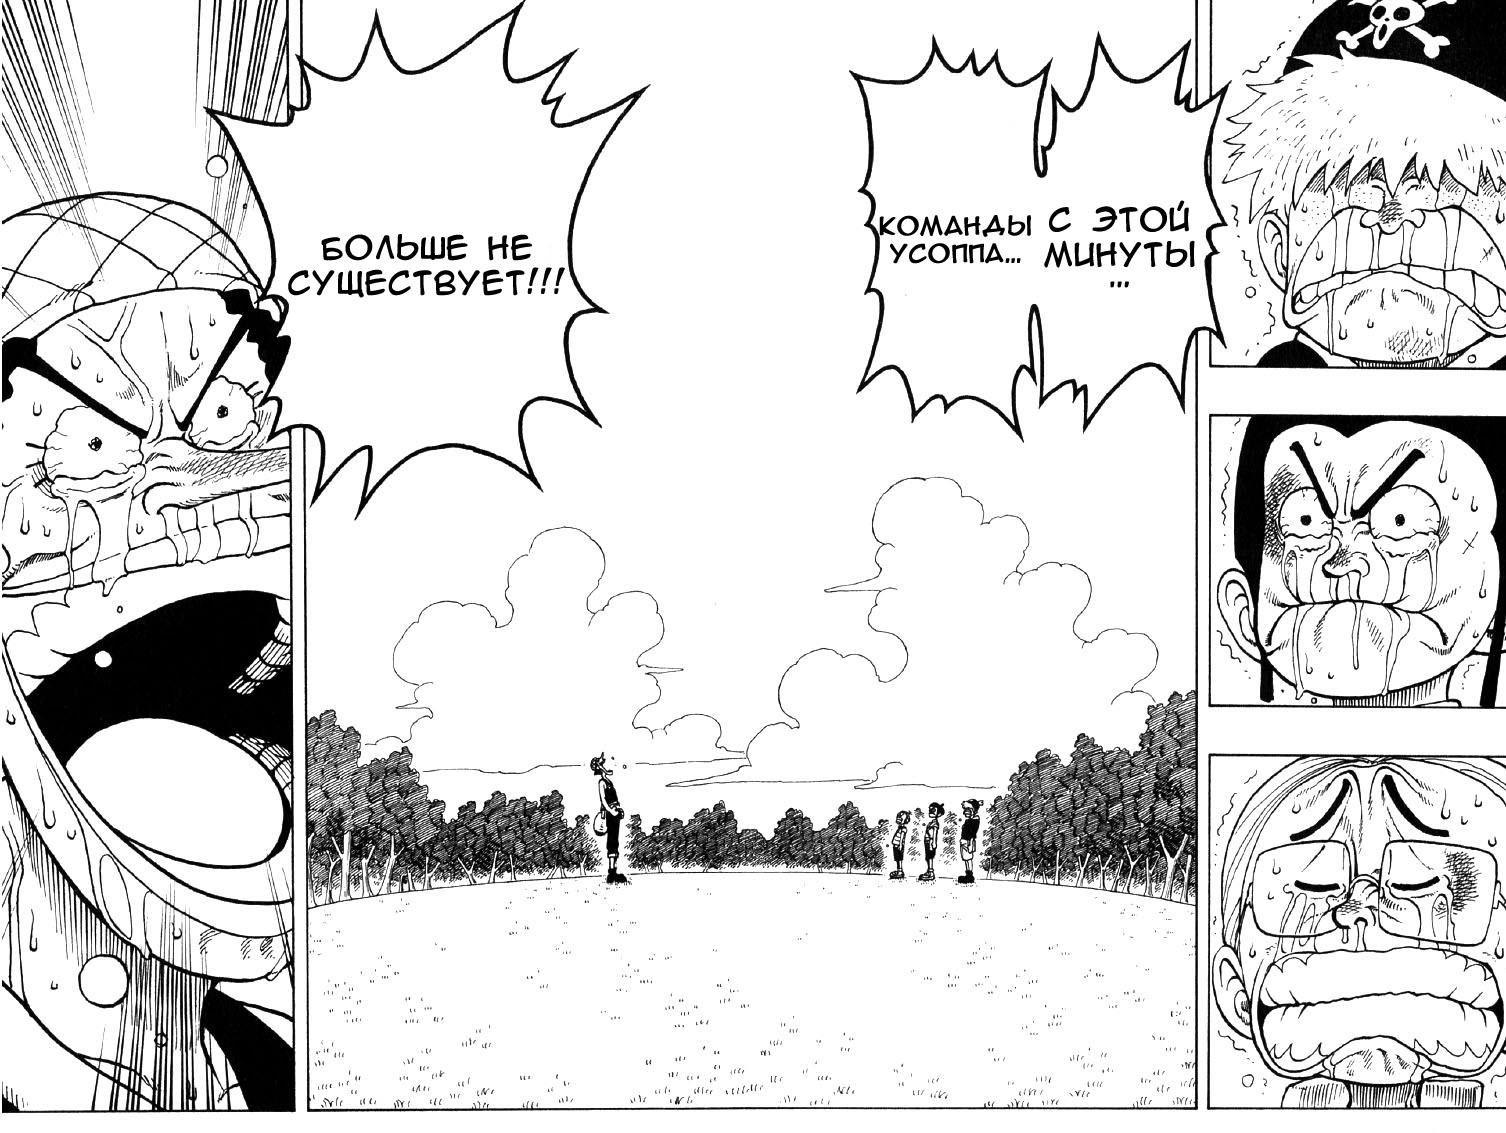 С ЭТОЙ
МИНУТЫ
...
КОМАНДЫ
УСОППА...
БОЛЬШЕ НЕ
СУЩЕСТВУЕТ!!!